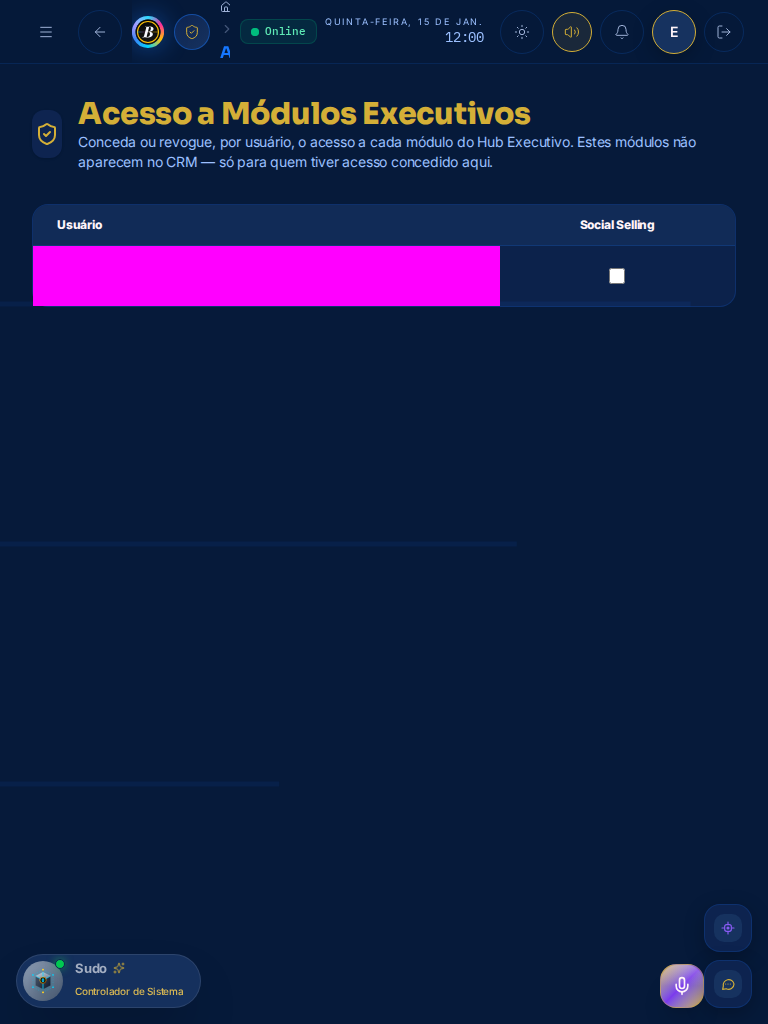 Online
QUINTA-FEIRA, 15 DE JAN.
12:00
E
Acesso a Módulos Executivos
Conceda ou revogue, por usuário, o acesso a cada módulo do Hub Executivo. Estes módulos não
aparecem no CRM — só para quem tiver acesso concedido aqui.
Usuário
Social Selling
Sudo
Controlador de Sistema